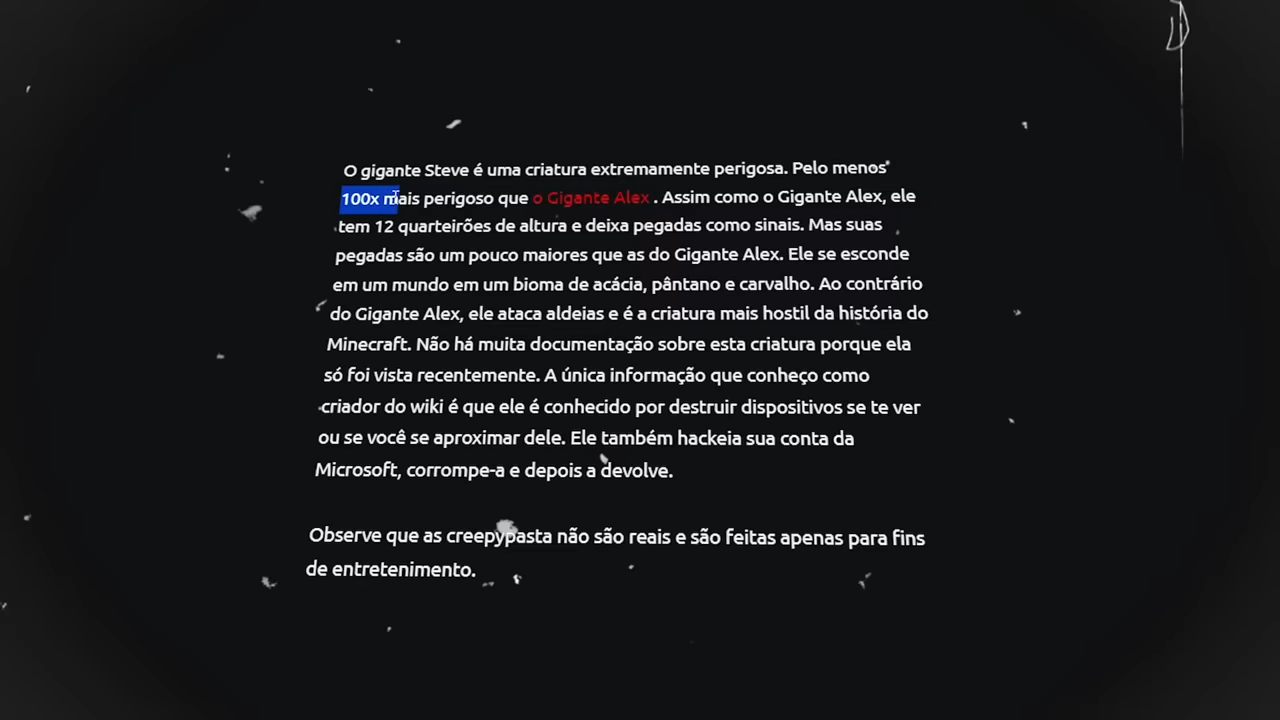 O gigante Steve é uma criatura extremamente perigosa. Pelo menos
100x mais perigoso que o Gigante Alex . Assim como o Gigante Alex, ele
tem 12 quarteirões de altura e deixa pegadas como sinais. Mas suas
pegadas são um pouco maiores que as do Gigante Alex. Ele se esconde
em um mundo em um bioma de acácia, pântano e carvalho. Ao contrário
do Gigante Alex, ele ataca aldeias e é a criatura mais hostil da história do
Minecraft. Não há muita documentação sobre esta criatura porque ela
só foi vista recentemente. A única informação que conheço como
criador do wiki é que ele é conhecido por destruir dispositivos se te ver
ou se você se aproximar dele. Ele também hackeia sua conta da
Microsoft, corrompe-a e depois a devolve.
Observe que as creepypasta não são reais e são feitas apenas para fins
de entretenimento.